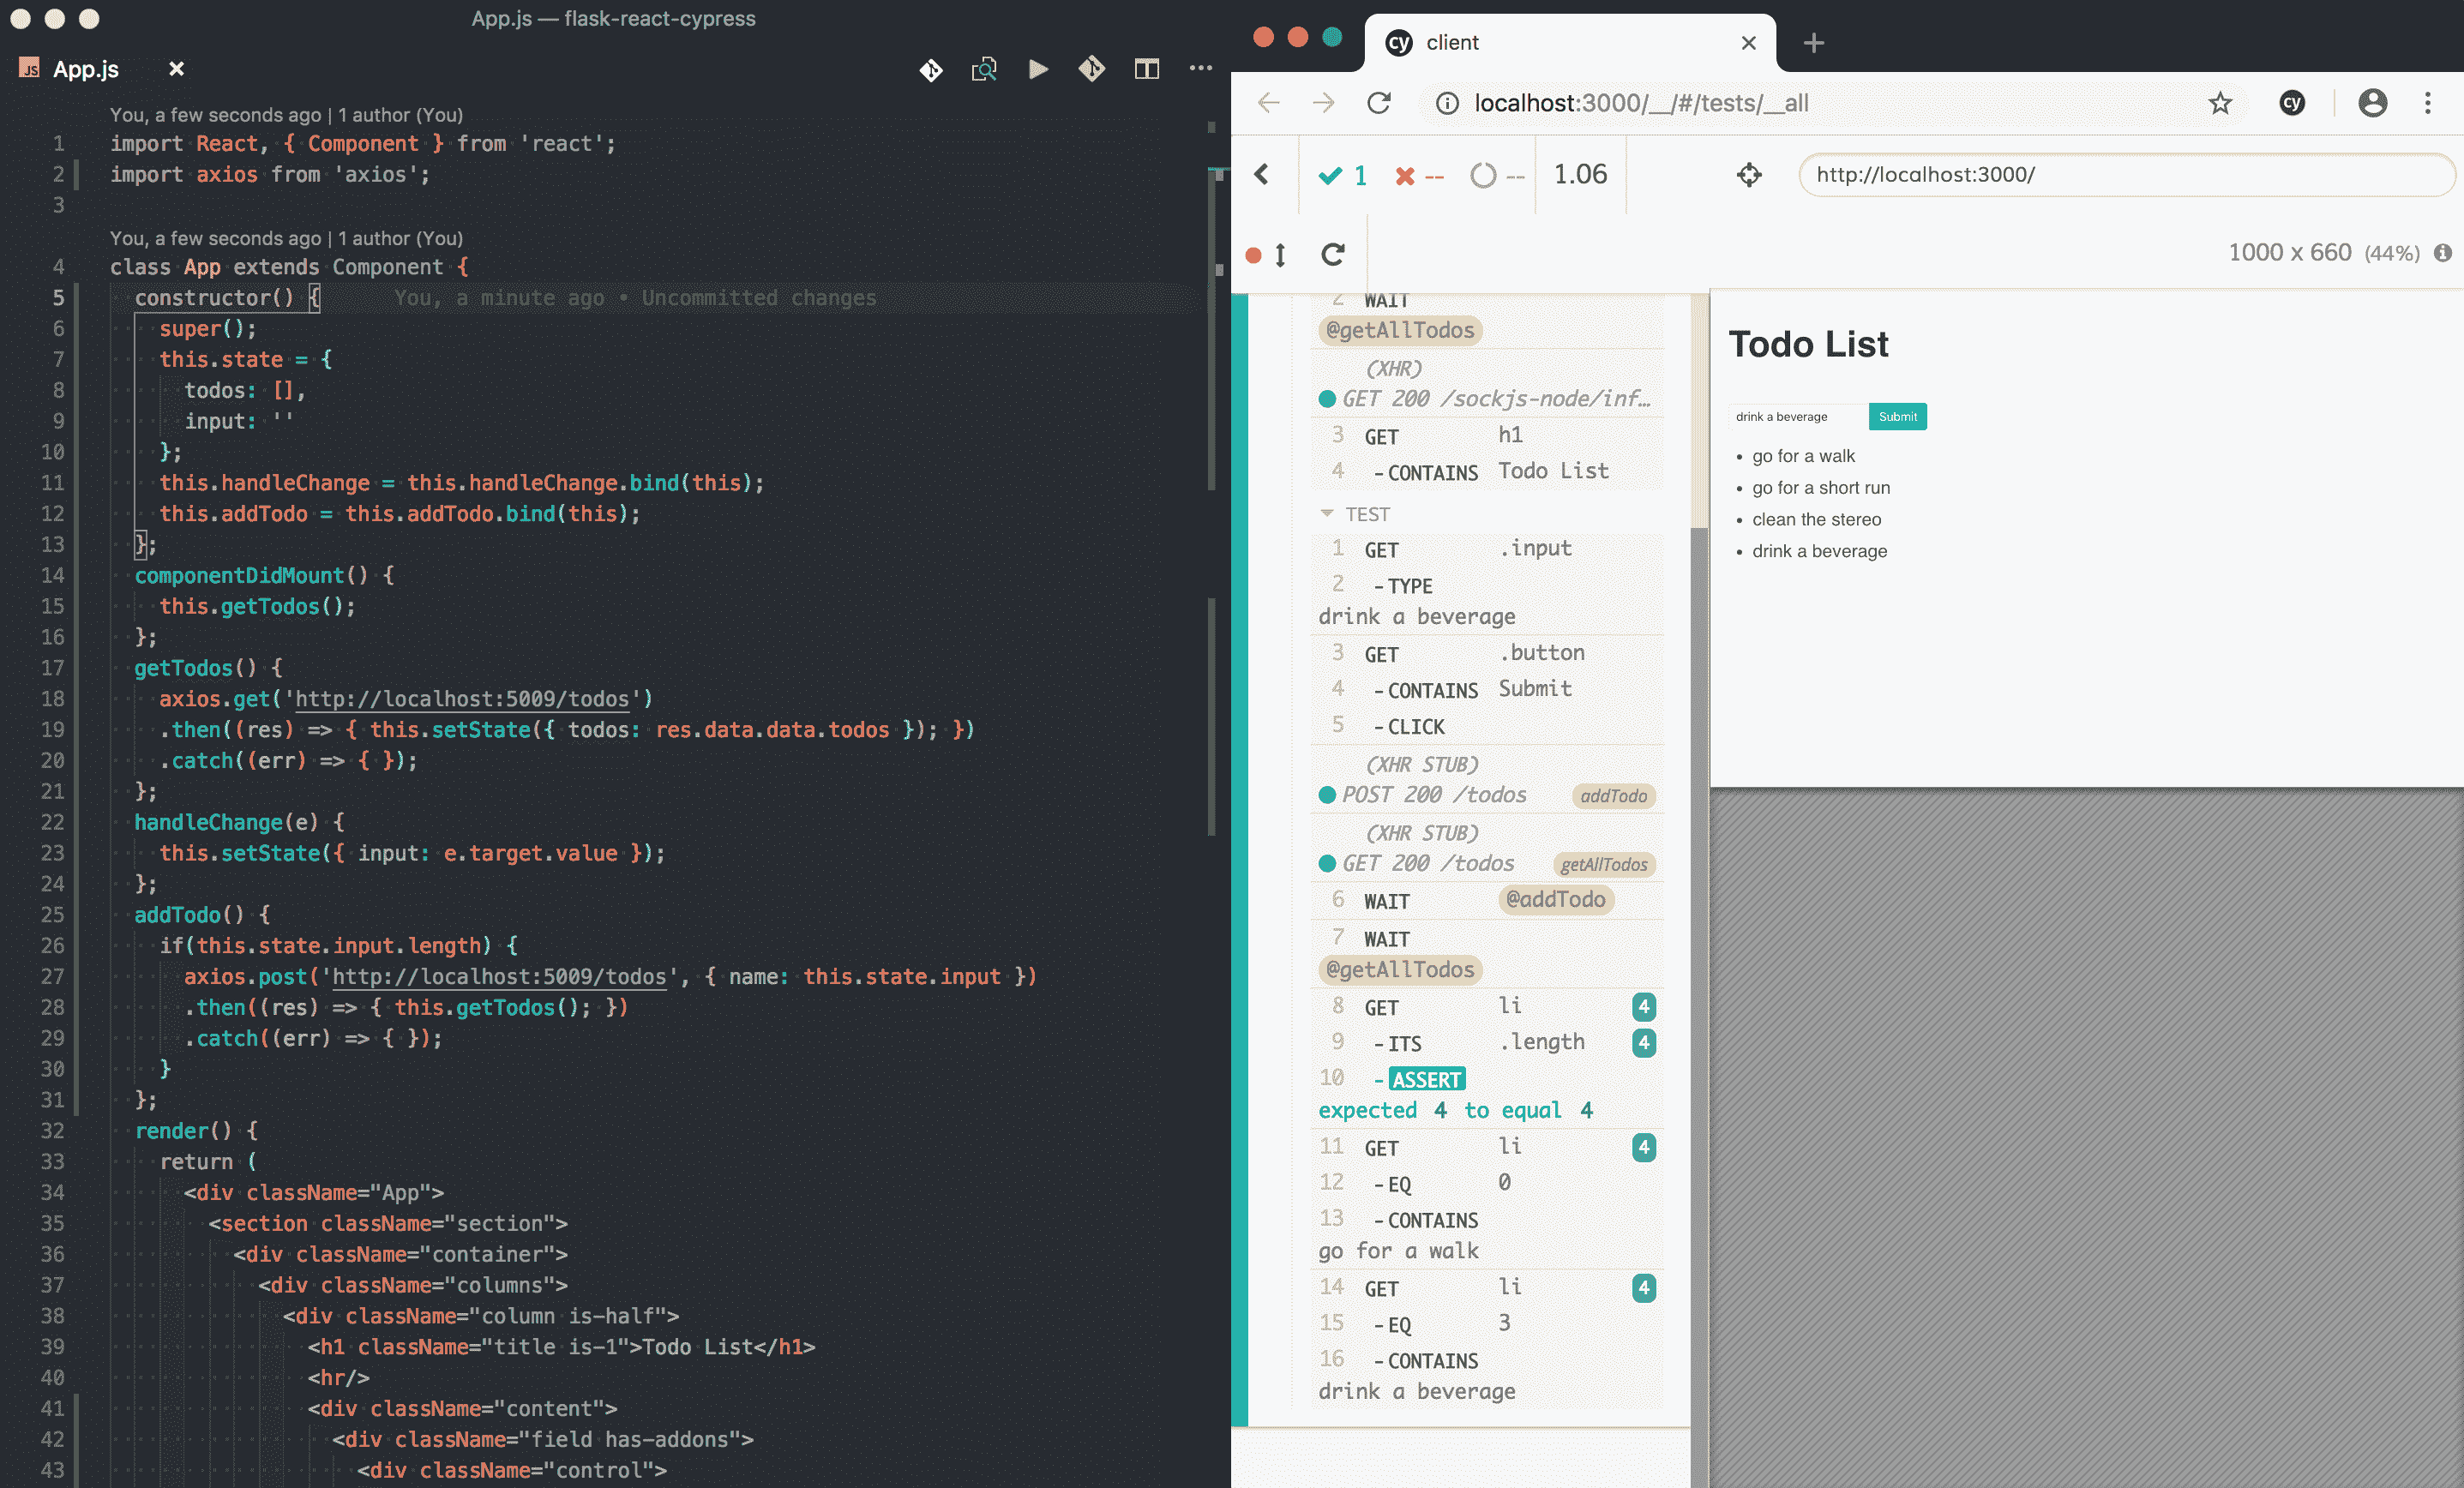 App.js — flask-react-cypress
JS App.js
You, a few seconds ago | 1 author (You)
1 import React, { Component } from 'react';
2 import axios from 'axios';
3
You, a few seconds ago | 1 author (You)
4 class App extends Component {
5 constructor() { You, a minute ago • Uncommitted changes
6 super();
7 this.state = {
8 todos: [],
9 input: ''
10 };
11 this.handleChange = this.handleChange.bind(this);
12 this.addTodo = this.addTodo.bind(this);
13 };
14 componentDidMount() {
15 this.getTodos();
16 };
17 getTodos() {
18 axios.get('http://localhost:5009/todos')
19 .then((res) => { this.setState({ todos: res.data.data.todos }); })
20 .catch((err) => { });
21 };
22 handleChange(e) {
23 this.setState({ input: e.target.value });
24 };
25 addTodo() {
26 if(this.state.input.length) {
27 axios.post('http://localhost:5009/todos', { name: this.state.input })
28 .then((res) => { this.getTodos(); })
29 .catch((err) => { });
30 }
31 };
32 render() {
33 return (
34 <div className="App">
35 <section className="section">
36 <div className="container">
37 <div className="columns">
38 <div className="column is-half">
39 <h1 className="title is-1">Todo List</h1>
40 <hr/>
41 <div className="content">
42 <div className="field has-addons">
43 <div className="control">
cy client
localhost:3000/__/#/tests/__all
cy
1 -- -- 1.06
http://localhost:3000/
1000 x 660 (44%)
2 WAIT
@getAllTodos
(XHR)
GET 200 /sockjs-node/inf…
3 GET h1
4 -CONTAINS Todo List
TEST
1 GET .input
2 -TYPE
drink a beverage
3 GET .button
4 -CONTAINS Submit
5 -CLICK
(XHR STUB)
POST 200 /todos addTodo
(XHR STUB)
GET 200 /todos getAllTodos
6 WAIT @addTodo
7 WAIT
@getAllTodos
8 GET li 4
9 -ITS .length 4
10 -ASSERT
expected 4 to equal 4
11 GET li 4
12 -EQ 0
13 -CONTAINS
go for a walk
14 GET li 4
15 -EQ 3
16 -CONTAINS
drink a beverage
Todo List
drink a beverage Submit
• go for a walk
• go for a short run
• clean the stereo
• drink a beverage